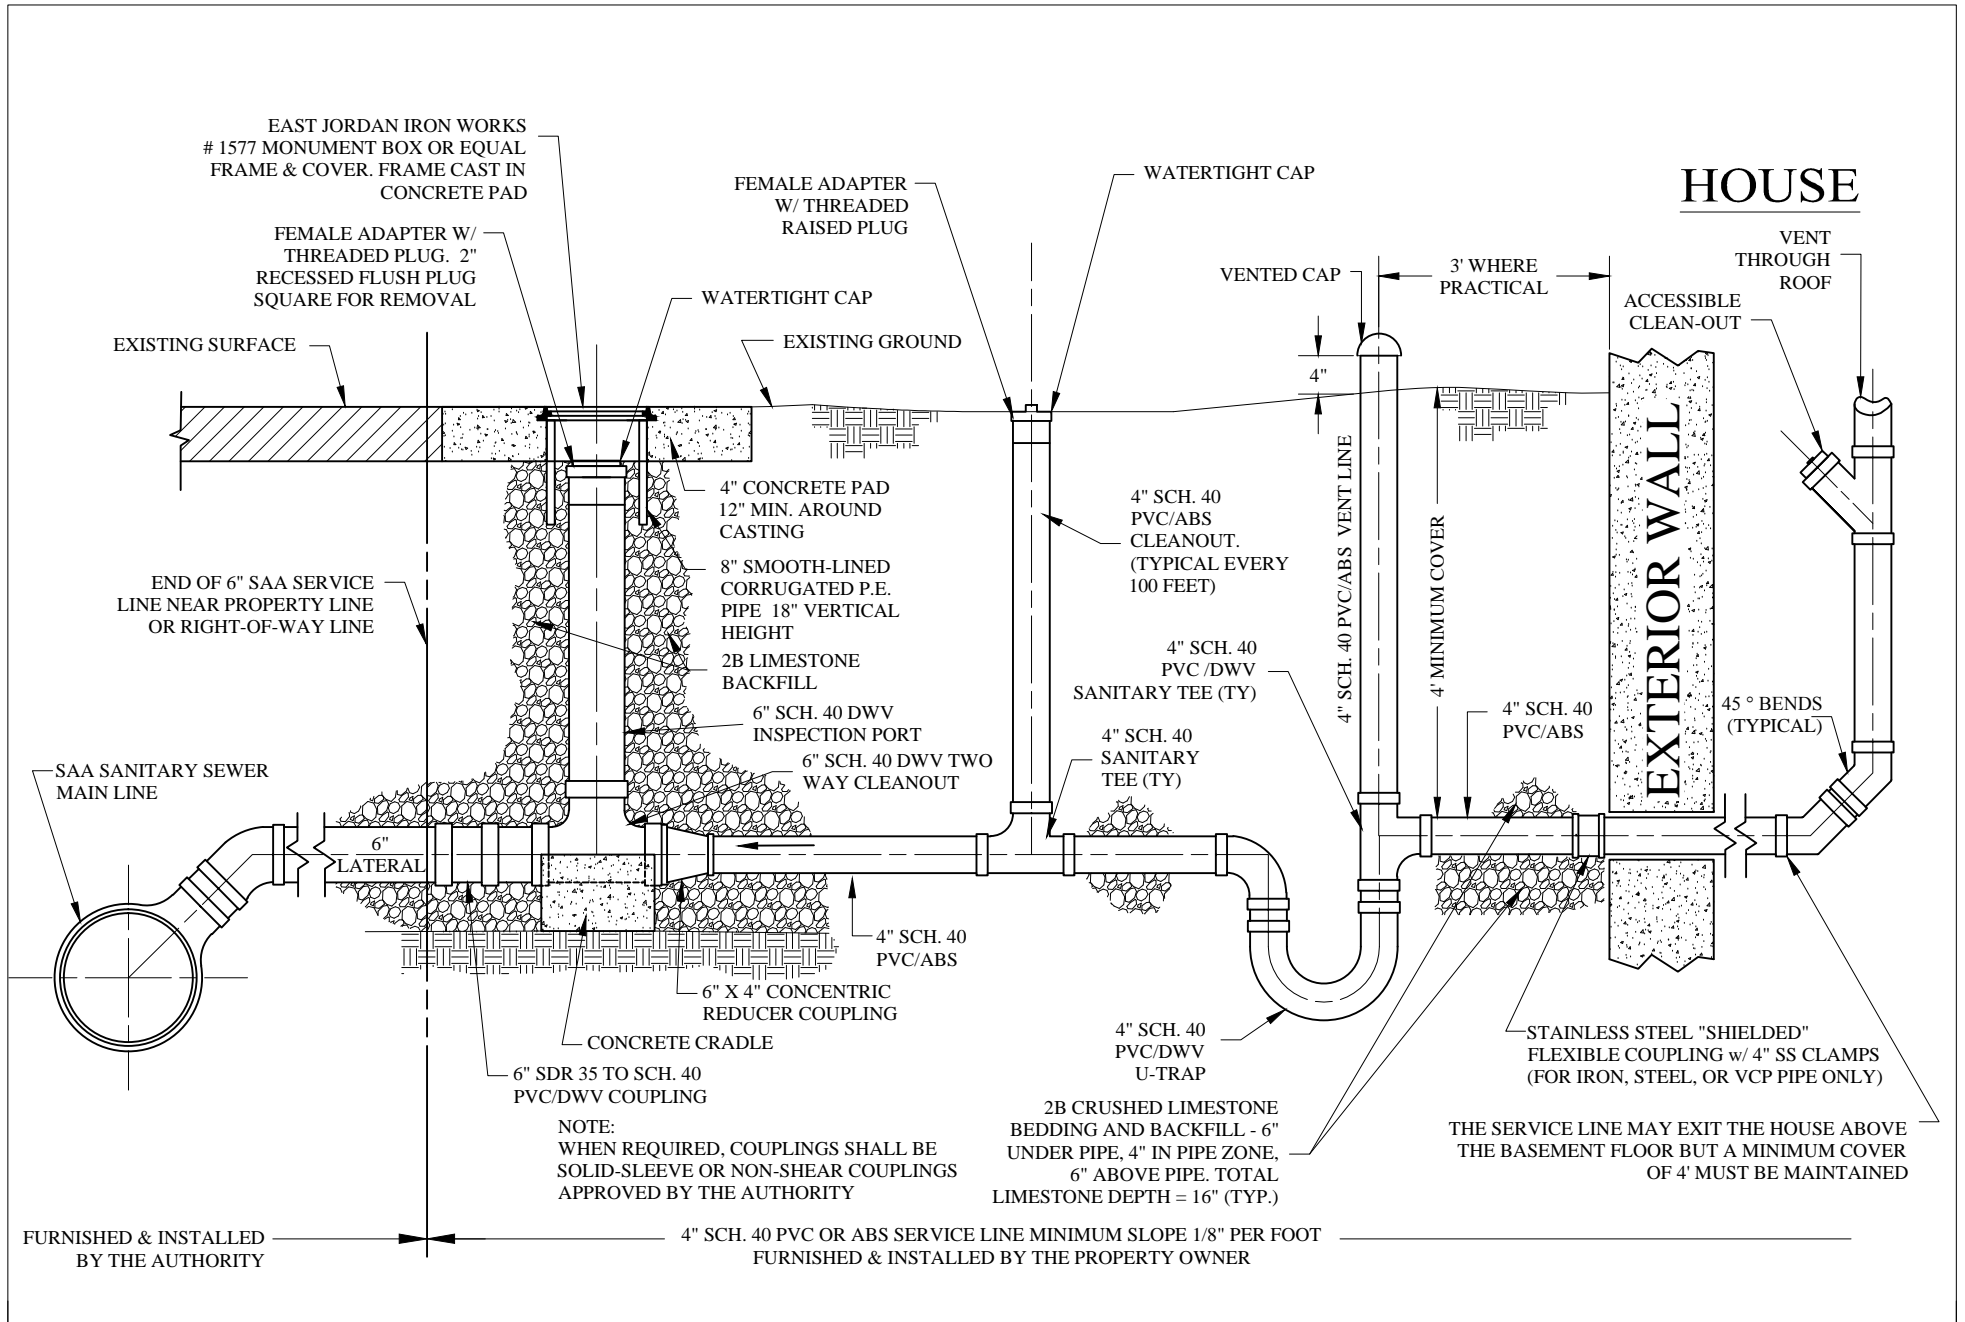 EAST JORDAN IRON WORKS
# 1577 MONUMENT BOX OR EQUAL
FRAME & COVER. FRAME CAST IN
CONCRETE PAD
FEMALE ADAPTER W/
THREADED PLUG. 2"
RECESSED FLUSH PLUG
SQUARE FOR REMOVAL
WATERTIGHT CAP
EXISTING SURFACE
EXISTING GROUND
FEMALE ADAPTER
W/ THREADED
RAISED PLUG
WATERTIGHT CAP
HOUSE
VENT
THROUGH
ROOF
VENTED CAP
3' WHERE
PRACTICAL
ACCESSIBLE
CLEAN-OUT
4"
4" CONCRETE PAD
12" MIN. AROUND
CASTING
8" SMOOTH-LINED
CORRUGATED P.E.
PIPE 18" VERTICAL
HEIGHT
2B LIMESTONE
BACKFILL
6" SCH. 40 DWV
INSPECTION PORT
6" SCH. 40 DWV TWO
WAY CLEANOUT
4" SCH. 40
PVC/ABS
CLEANOUT.
(TYPICAL EVERY
100 FEET)
4" SCH. 40
PVC /DWV
SANITARY TEE (TY)
4" SCH. 40
SANITARY
TEE (TY)
4" SCH. 40 PVC/ABS VENT LINE
4' MINIMUM COVER
4" SCH. 40
PVC/ABS
EXTERIOR WALL
45 ° BENDS
(TYPICAL)
END OF 6" SAA SERVICE
LINE NEAR PROPERTY LINE
OR RIGHT-OF-WAY LINE
SAA SANITARY SEWER
MAIN LINE
6"
LATERAL
4" SCH. 40
PVC/ABS
6" X 4" CONCENTRIC
REDUCER COUPLING
CONCRETE CRADLE
6" SDR 35 TO SCH. 40
PVC/DWV COUPLING
NOTE:
WHEN REQUIRED, COUPLINGS SHALL BE
SOLID-SLEEVE OR NON-SHEAR COUPLINGS
APPROVED BY THE AUTHORITY
4" SCH. 40
PVC/DWV
U-TRAP
2B CRUSHED LIMESTONE
BEDDING AND BACKFILL - 6"
UNDER PIPE, 4" IN PIPE ZONE,
6" ABOVE PIPE. TOTAL
LIMESTONE DEPTH = 16" (TYP.)
STAINLESS STEEL "SHIELDED"
FLEXIBLE COUPLING w/ 4" SS CLAMPS
(FOR IRON, STEEL, OR VCP PIPE ONLY)
THE SERVICE LINE MAY EXIT THE HOUSE ABOVE
THE BASEMENT FLOOR BUT A MINIMUM COVER
OF 4' MUST BE MAINTAINED
FURNISHED & INSTALLED
BY THE AUTHORITY
4" SCH. 40 PVC OR ABS SERVICE LINE MINIMUM SLOPE 1/8" PER FOOT
FURNISHED & INSTALLED BY THE PROPERTY OWNER